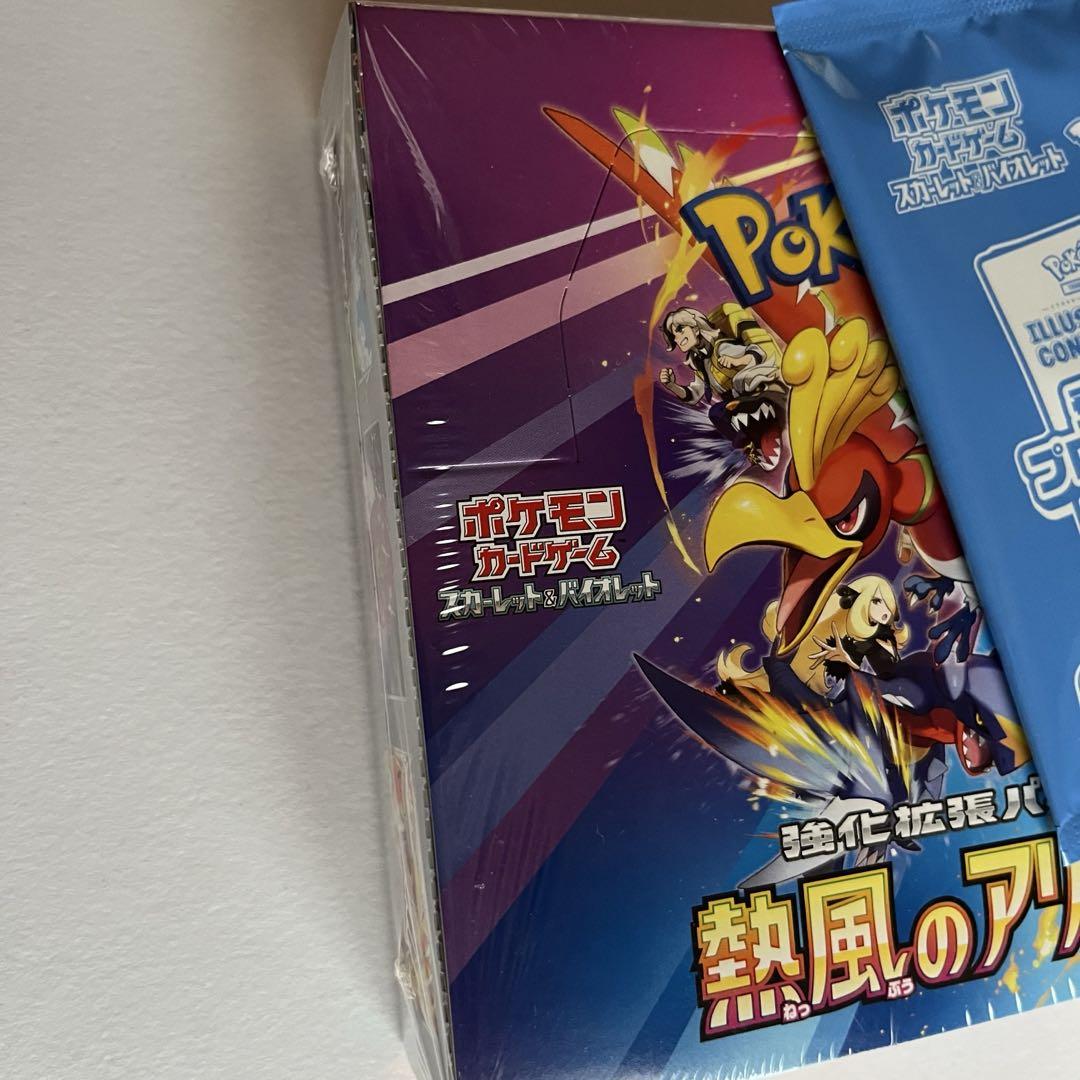 POK
ポケモン
カードゲーム
スカーレット&バイオレット
強化拡張パ
熱風のアリ
ねっ ぷう
ポケモン
カードゲーム
スカーレット&バイオレット
POK
ILLUS
CON
プロ